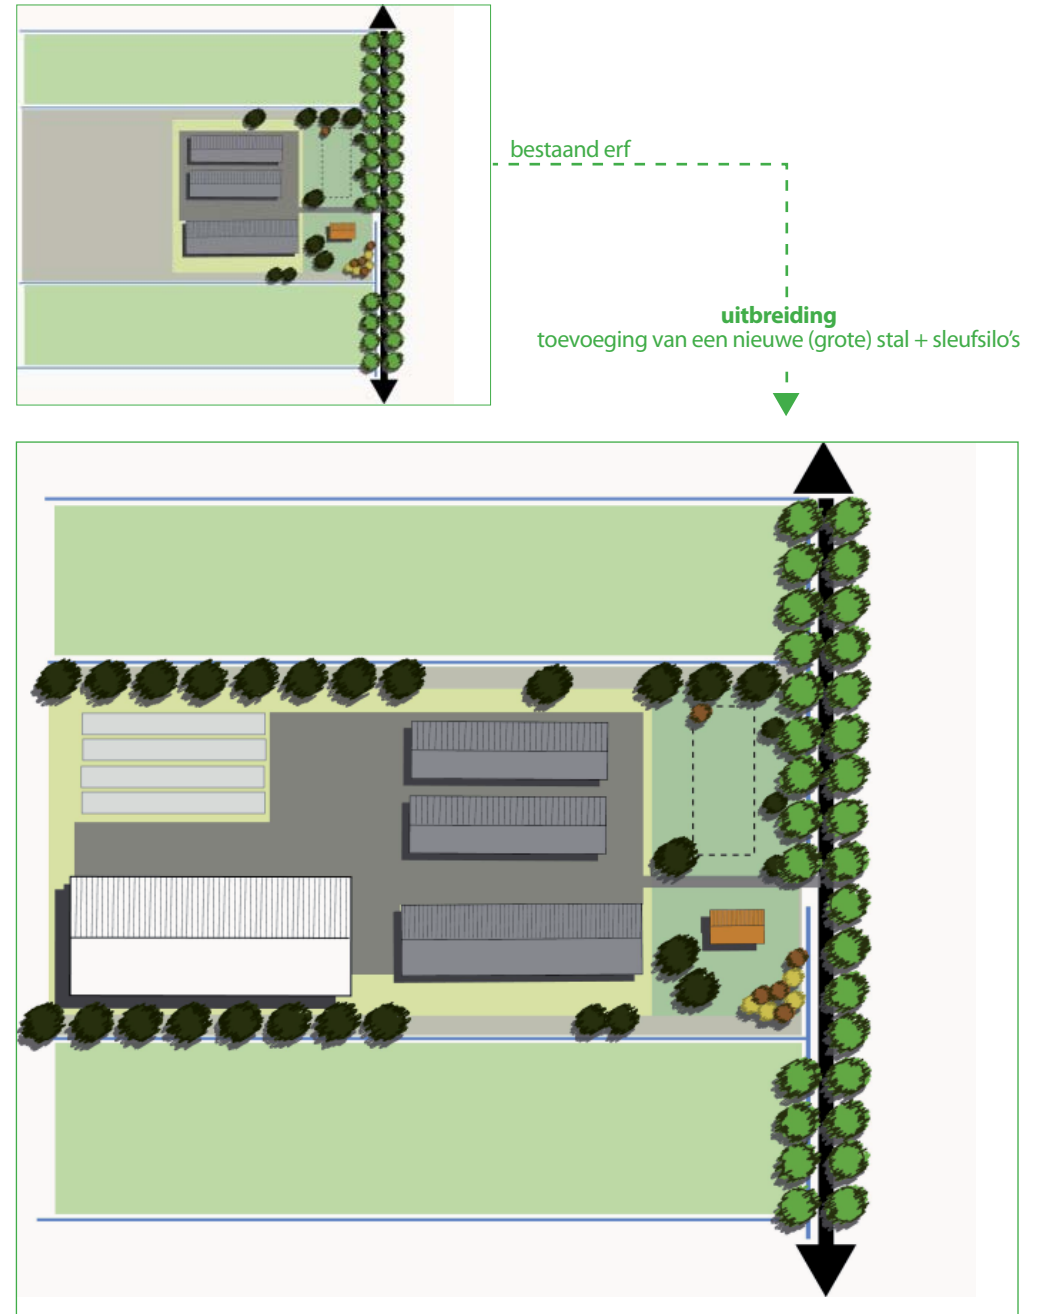 bestaand erf
uitbreiding
toevoeging van een nieuwe (grote) stal + sleufsilo’s